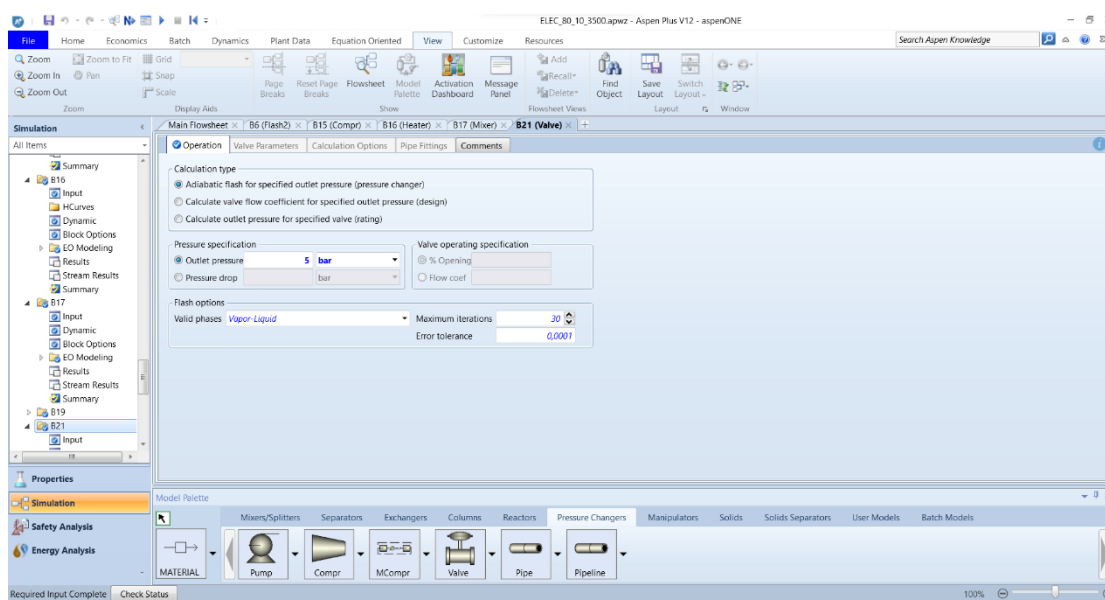 ELEC_80_10_3500.apwz - Aspen Plus V12 - aspenONE
File Home Economics Batch Dynamics Plant Data Equation Oriented View Customize Resources Search Aspen Knowledge
Zoom Zoom to Fit Grid Add
Zoom In Pan Snap Recall
Zoom Out Scale Delete
Page Breaks Reset Page Breaks Flowsheet Model Palette Activation Dashboard Message Panel Find Object Save Layout Switch Layout
Zoom Display Aids Show Flowsheet Views Layout Window
Simulation Main Flowsheet B6 (Flash2) B15 (Compr) B16 (Heater) B17 (Mixer) B21 (Valve)
All Items Operation Valve Parameters Calculation Options Pipe Fittings Comments
Summary
B16
Input
HCurves
Dynamic
Block Options
EO Modeling
Results
Stream Results
Summary
B17
Input
Dynamic
Block Options
EO Modeling
Results
Stream Results
Summary
B19
B21
Input
Calculation type
Adiabatic flash for specified outlet pressure (pressure changer)
Calculate valve flow coefficient for specified outlet pressure (design)
Calculate outlet pressure for specified valve (rating)
Pressure specification Valve operating specification
Outlet pressure 5 bar % Opening
Pressure drop bar Flow coef
Flash options
Valid phases Vapor-Liquid Maximum iterations 30
Error tolerance 0,0001
Properties
Simulation
Safety Analysis
Energy Analysis
Model Palette
Mixers/Splitters Separators Exchangers Columns Reactors Pressure Changers Manipulators Solids Solids Separators User Models Batch Models
MATERIAL Pump Compr MCompr Valve Pipe Pipeline
Required Input Complete Check Status 100%